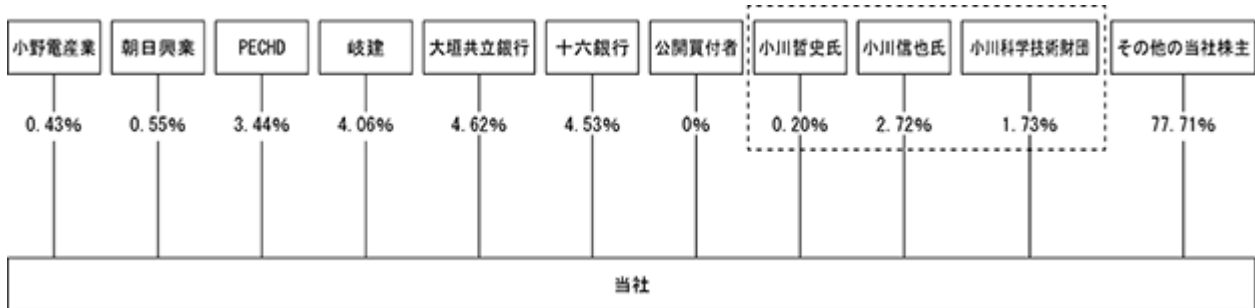 小野電産業 朝日興業 PECHD 岐建 大垣共立銀行 十六銀行 公開買付者 小川哲史氏 小川信也氏 小川科学技術財団 その他の当社株主
0.43% 0.55% 3.44% 4.06% 4.62% 4.53% 0% 0.20% 2.72% 1.73% 77.71%
当社